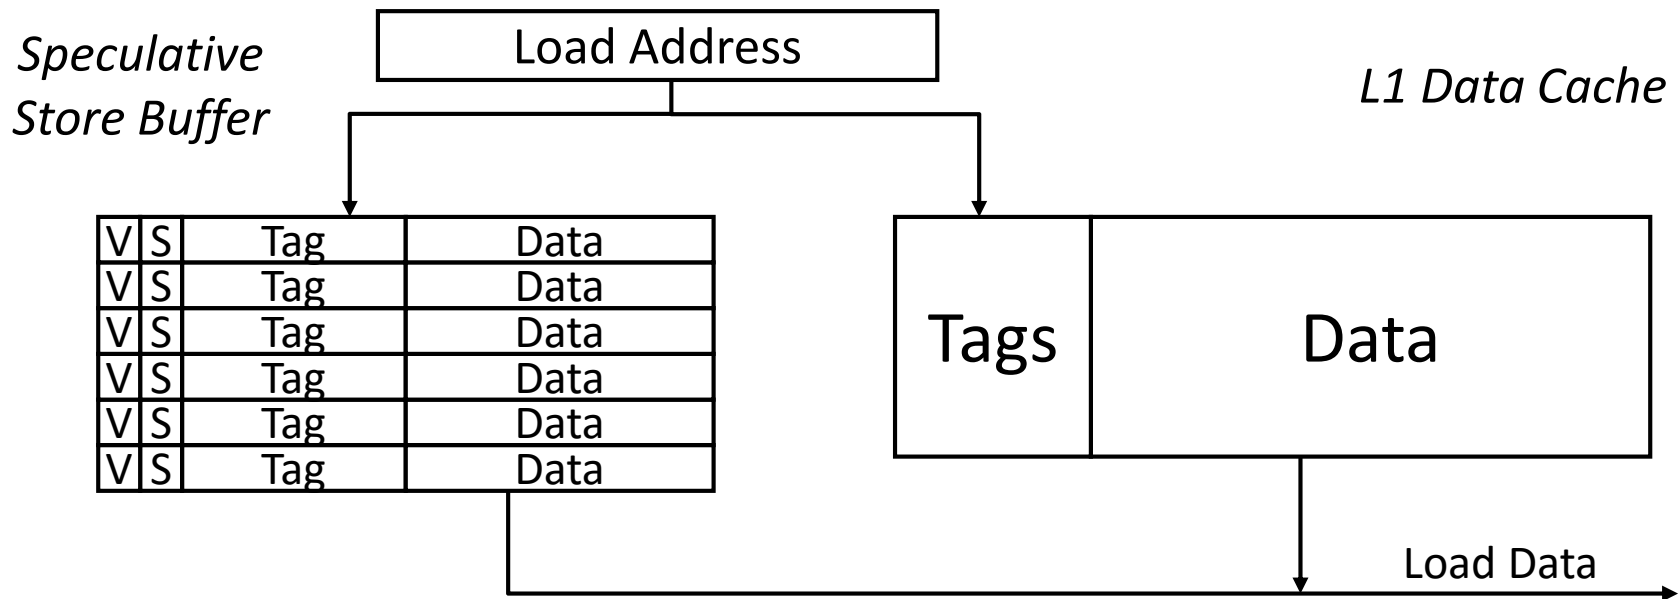 Speculative
Store Buffer
Load Address
L1 Data Cache
V S Tag Data
V S Tag Data
V S Tag Data
V S Tag Data
V S Tag Data
V S Tag Data
Tags Data
Load Data